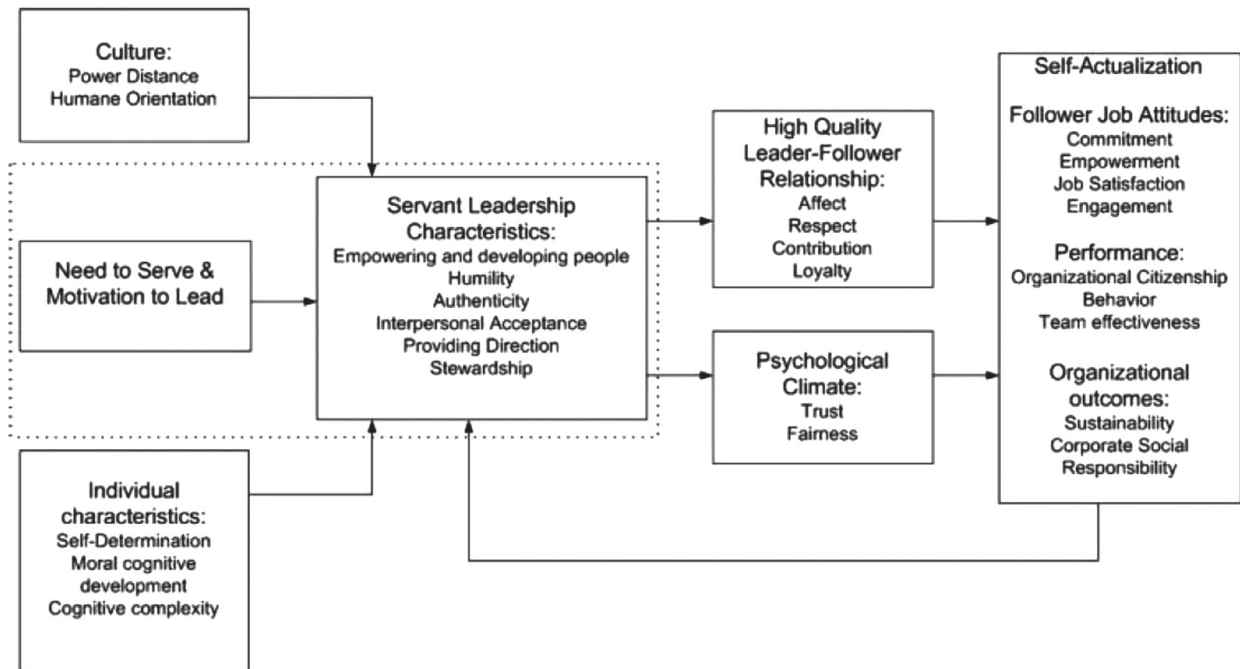 Culture:
Power Distance
Humane Orientation
Need to Serve &
Motivation to Lead
Individual
characteristics:
Self-Determination
Moral cognitive
development
Cognitive complexity
Servant Leadership
Characteristics:
Empowering and developing people
Humility
Authenticity
Interpersonal Acceptance
Providing Direction
Stewardship
High Quality
Leader-Follower
Relationship:
Affect
Respect
Contribution
Loyalty
Psychological
Climate:
Trust
Fairness
Self-Actualization
Follower Job Attitudes:
Commitment
Empowerment
Job Satisfaction
Engagement
Performance:
Organizational Citizenship
Behavior
Team effectiveness
Organizational
outcomes:
Sustainability
Corporate Social
Responsibility